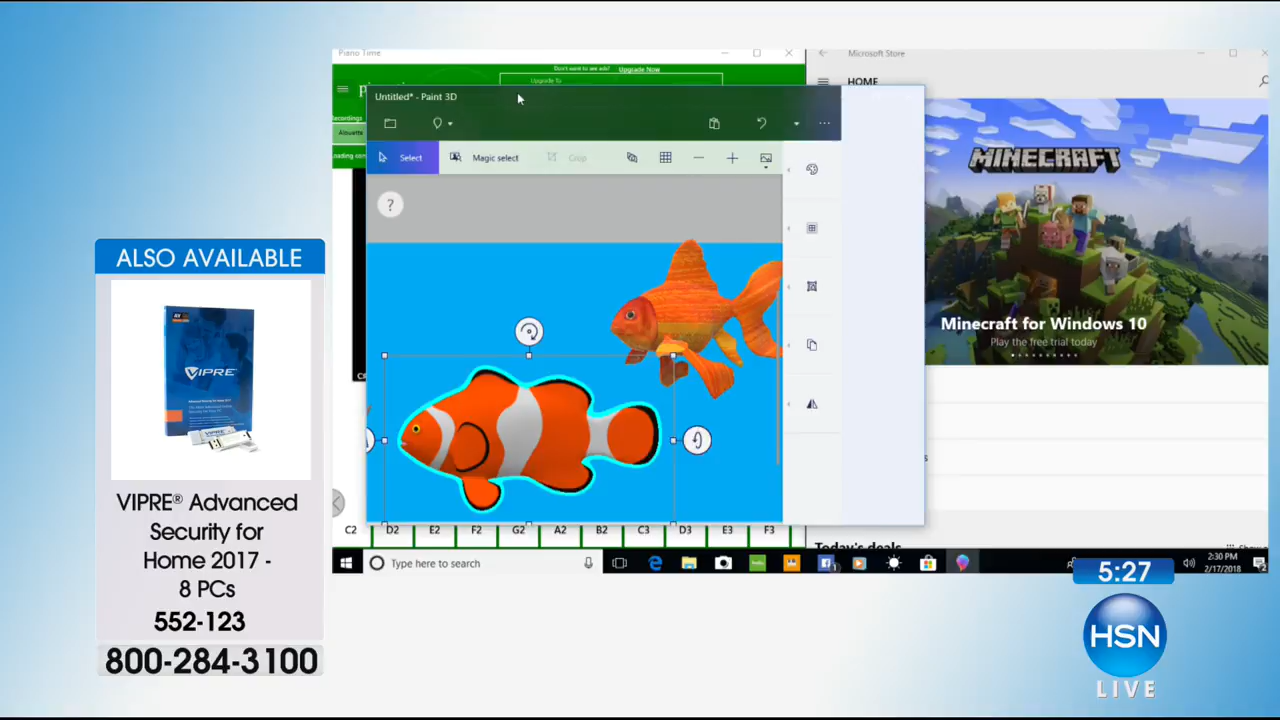 Piano Time
Don't want to see ads? Upgrade Now
Upgrade To
Recordings
Alouette
Untitled* - Paint 3D
Select
Magic select
Crop
?
Microsoft Store
HOME
MINECRAFT
Minecraft for Windows 10
Play the free trial today
Today's deals
C2 D2 E2 F2 G2 A2 B2 C3 D3 E3 F3
Type here to search
2:30 PM
2/17/2018
ALSO AVAILABLE
VIPRE
VIPRE® Advanced
Security for
Home 2017 -
8 PCs
552-123
800-284-3100
5:27
HSN
LIVE